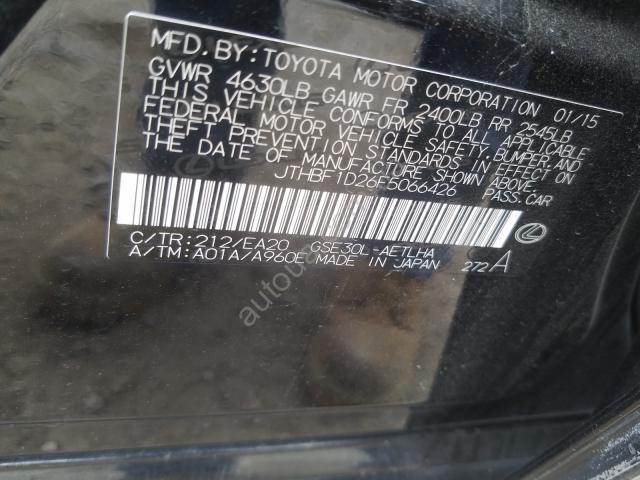 MFD. BY: TOYOTA MOTOR CORPORATION 01/15
GVWR 4630LB GAWR FR 2400LB RR 2545LB
THIS VEHICLE CONFORMS TO ALL APPLICABLE
FEDERAL MOTOR VEHICLE SAFETY, BUMPER, AND
THEFT PREVENTION STANDARDS IN EFFECT ON
THE DATE OF MANUFACTURE SHOWN ABOVE.
JTHBF1D26F5066426 PASS. CAR
C/TR: 212/EA20 GSE30L-AETLHA
A/TM: A01A/A960E MADE IN JAPAN 272A